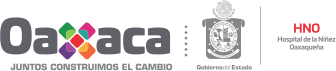 Oaxaca
JUNTOS CONSTRUIMOS EL CAMBIO
Gobierno del Estado
HNO
Hospital de la Niñez
Oaxaqueña